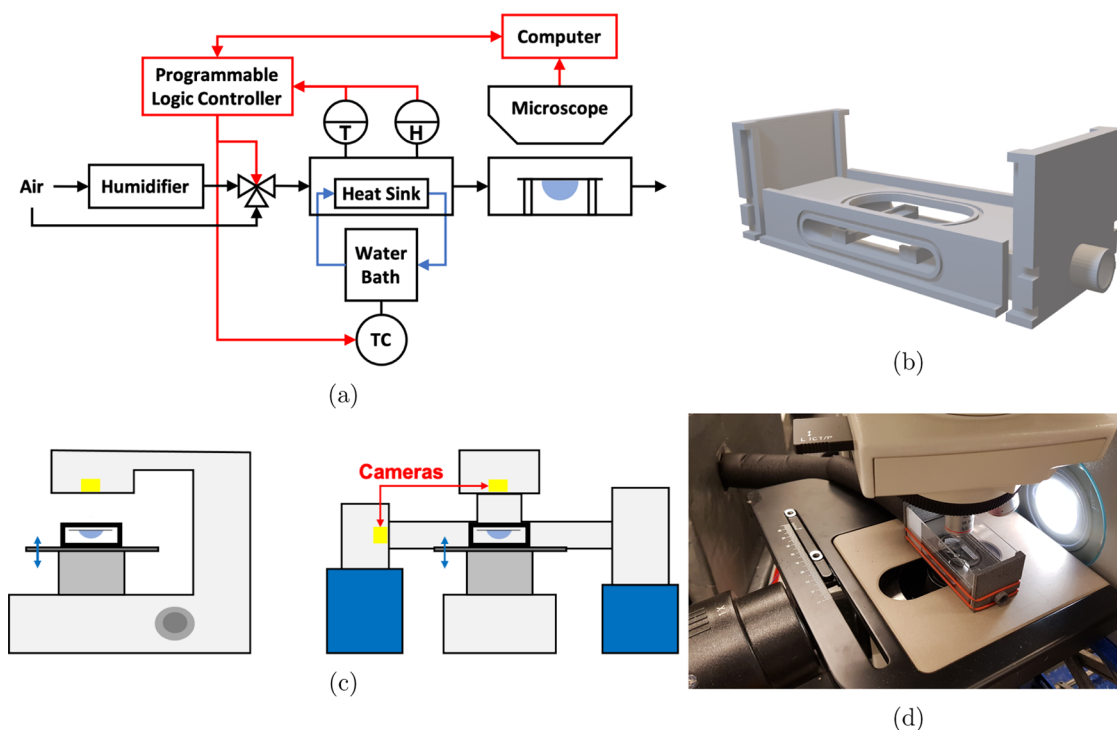 Computer
Programmable
Logic Controller
Microscope
T
H
Air
Humidifier
Heat Sink
Water
Bath
TC
(a)
(b)
Cameras
(c)
(d)